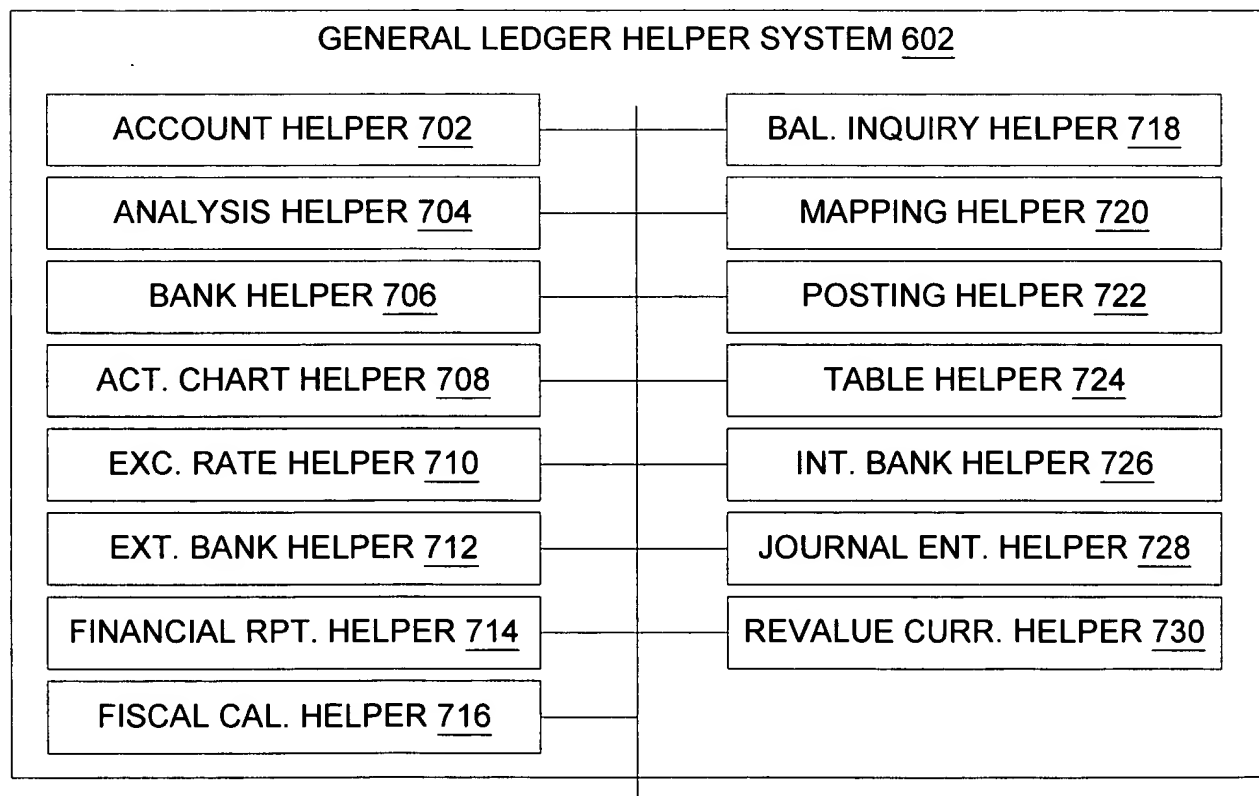 GENERAL LEDGER HELPER SYSTEM 602
ACCOUNT HELPER 702
ANALYSIS HELPER 704
BANK HELPER 706
ACT. CHART HELPER 708
EXC. RATE HELPER 710
EXT. BANK HELPER 712
FINANCIAL RPT. HELPER 714
FISCAL CAL. HELPER 716
BAL. INQUIRY HELPER 718
MAPPING HELPER 720
POSTING HELPER 722
TABLE HELPER 724
INT. BANK HELPER 726
JOURNAL ENT. HELPER 728
REVALUE CURR. HELPER 730